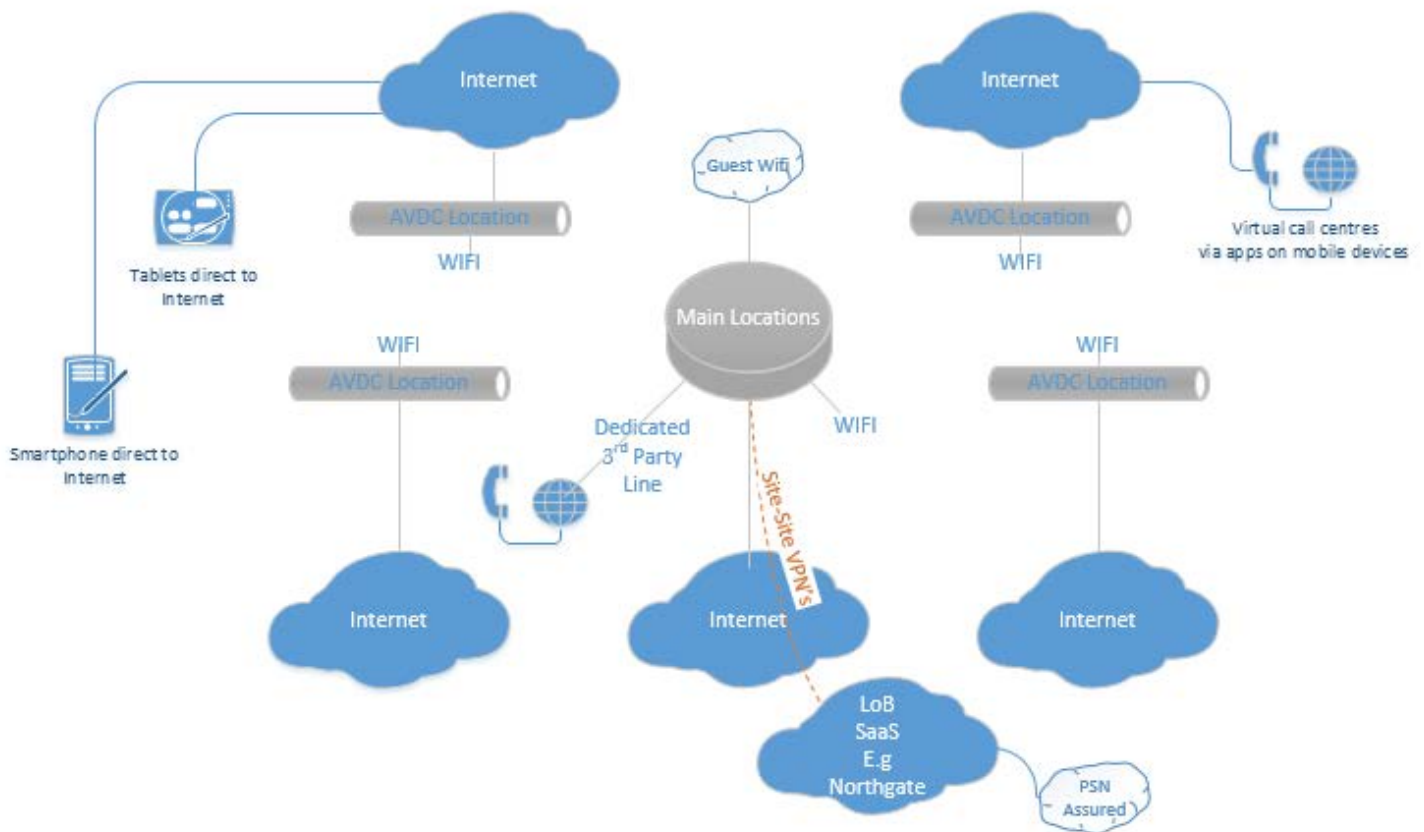 Internet
Internet
Guest Wifi
AVDC Location
WIFI
AVDC Location
WIFI
Virtual call centres
via apps on mobile devices
Tablets direct to
Internet
Main Locations
WIFI
AVDC Location
WIFI
AVDC Location
Smartphone direct to
Internet
Dedicated
3rd Party
Line
WIFI
Site-Site VPN's
Internet
Internet
Internet
LoB
SaaS
E.g
Northgate
PSN
Assured